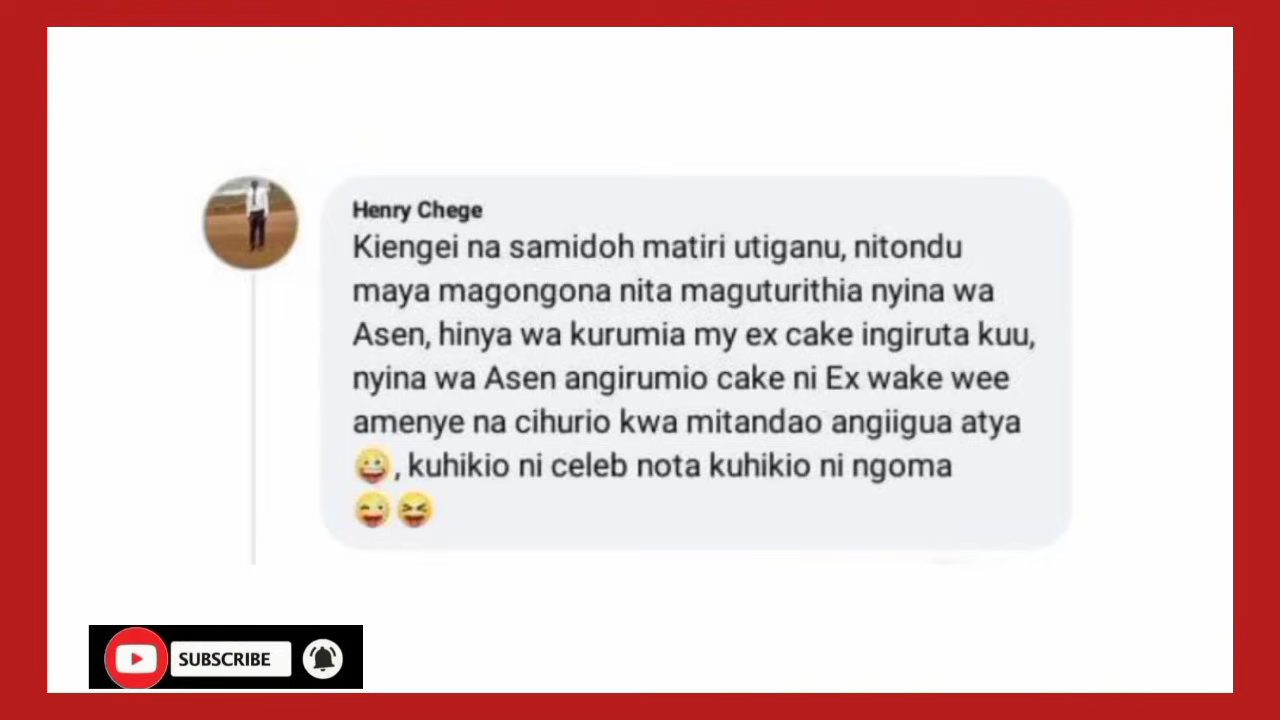 Henry Chege
Kiengei na samidoh matiri utiganu, nitondu
maya magongona nita maguturithia nyina wa
Asen, hinya wa kurumia my ex cake ingiruta kuu,
nyina wa Asen angirumio cake ni Ex wake wee
amenye na cihurio kwa mitandao angiigua atya
😀, kuhikio ni celeb nota kuhikio ni ngoma
😜😝
SUBSCRIBE